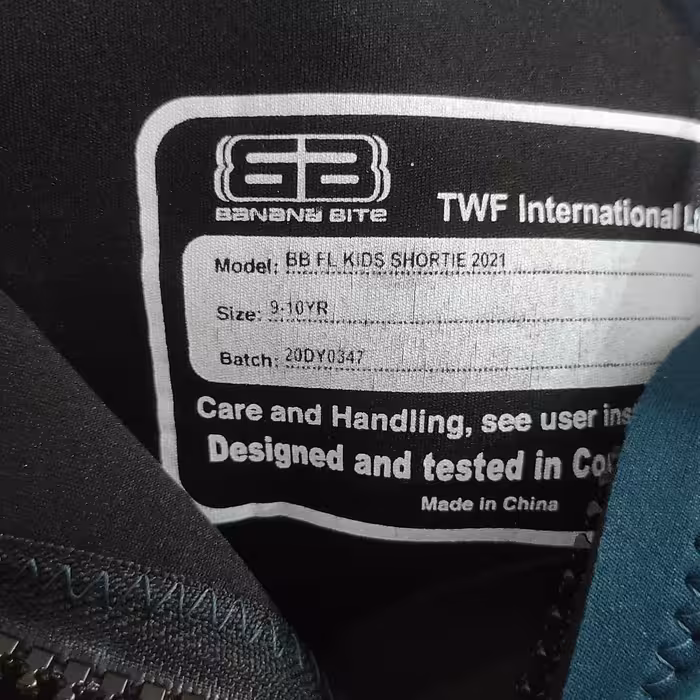 BANANA BITE
TWF International
Model: BB FL KIDS SHORTIE 2021
Size: 9-10YR
Batch: 20DY0347
Care and Handling, see user
Designed and tested in
Made in China